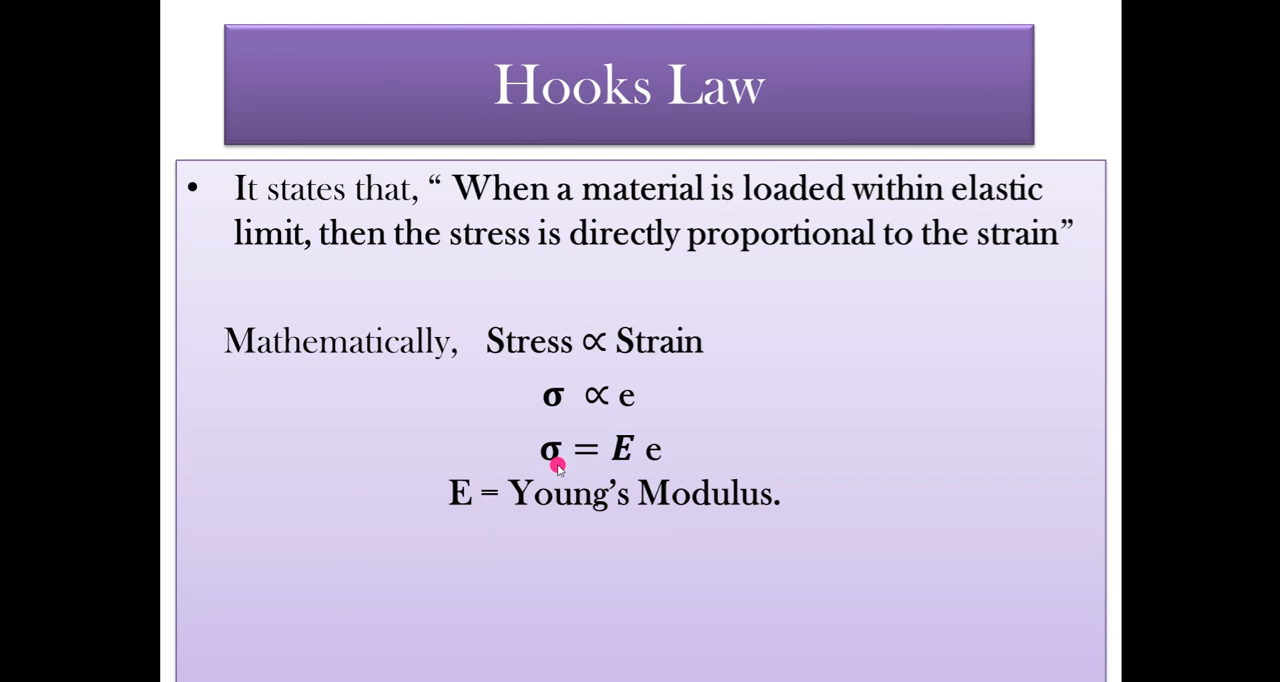 Hooks Law
• It states that, “ When a material is loaded within elastic
limit, then the stress is directly proportional to the strain”
Mathematically, Stress ∝ Strain
σ ∝ e
σ = E e
E = Young’s Modulus.